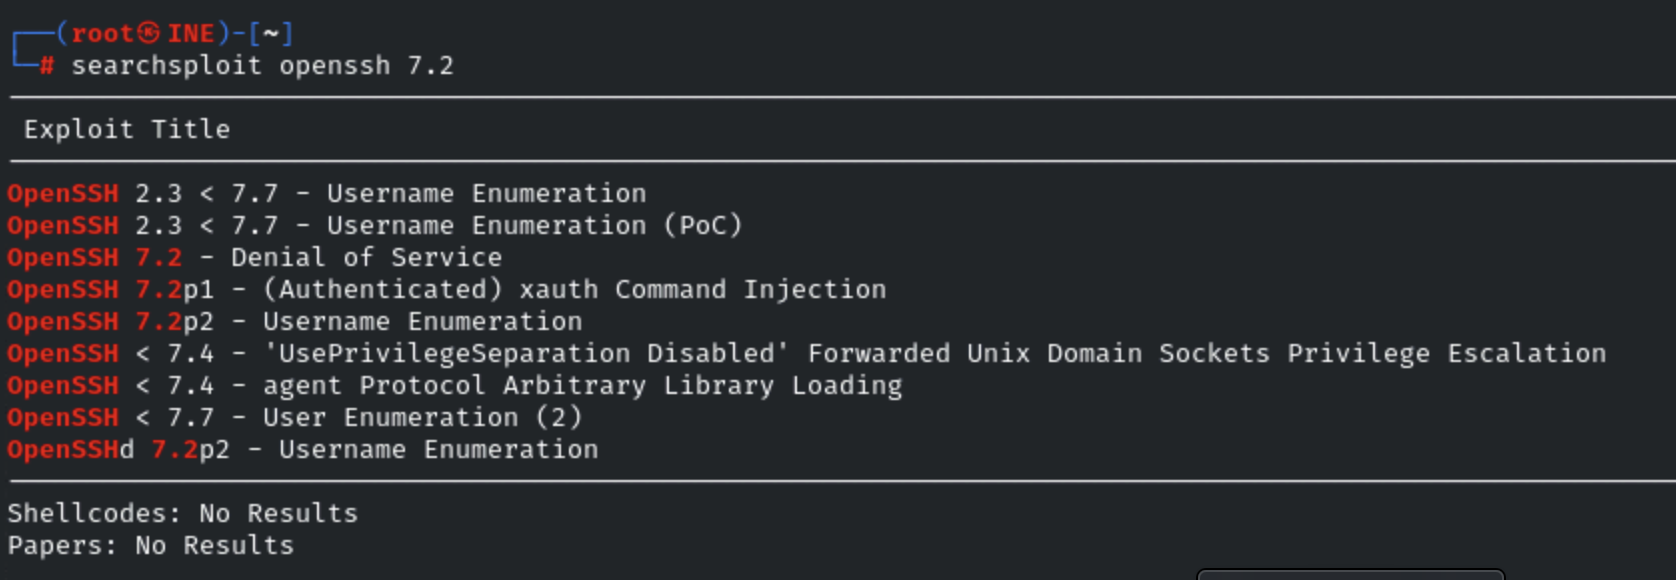 (root㉿INE)-[~]
# searchsploit openssh 7.2
Exploit Title
OpenSSH 2.3 < 7.7 - Username Enumeration
OpenSSH 2.3 < 7.7 - Username Enumeration (PoC)
OpenSSH 7.2 - Denial of Service
OpenSSH 7.2p1 - (Authenticated) xauth Command Injection
OpenSSH 7.2p2 - Username Enumeration
OpenSSH < 7.4 - 'UsePrivilegeSeparation Disabled' Forwarded Unix Domain Sockets Privilege Escalation
OpenSSH < 7.4 - agent Protocol Arbitrary Library Loading
OpenSSH < 7.7 - User Enumeration (2)
OpenSSHd 7.2p2 - Username Enumeration
Shellcodes: No Results
Papers: No Results